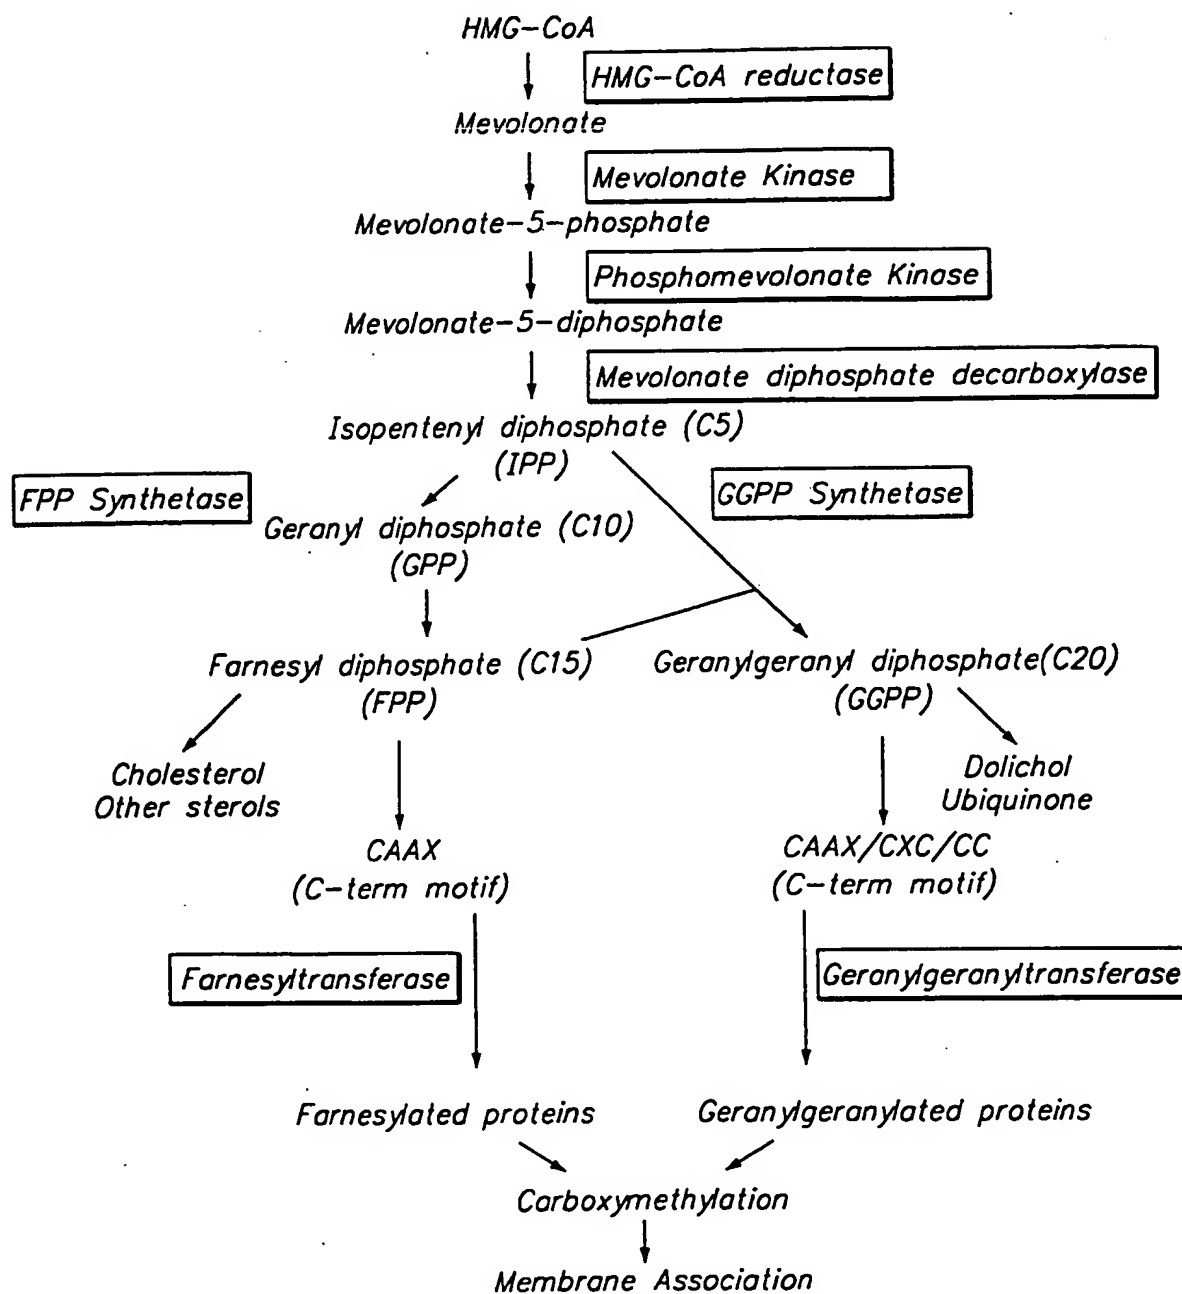 HMG-CoA
HMG-CoA reductase
Mevolonate
Mevolonate Kinase
Mevolonate-5-phosphate
Phosphomevolonate Kinase
Mevolonate-5-diphosphate
Mevolonate diphosphate decarboxylase
Isopentenyl diphosphate (C5)
(IPP)
FPP Synthetase
GGPP Synthetase
Geranyl diphosphate (C10)
(GPP)
Farnesyl diphosphate (C15)
(FPP)
Geranylgeranyl diphosphate(C20)
(GGPP)
Cholesterol
Other sterols
Dolichol
Ubiquinone
CAAX
(C-term motif)
CAAX/CXC/CC
(C-term motif)
Farnesyltransferase
Geranylgeranyltransferase
Farnesylated proteins
Geranylgeranylated proteins
Carboxymethylation
Membrane Association